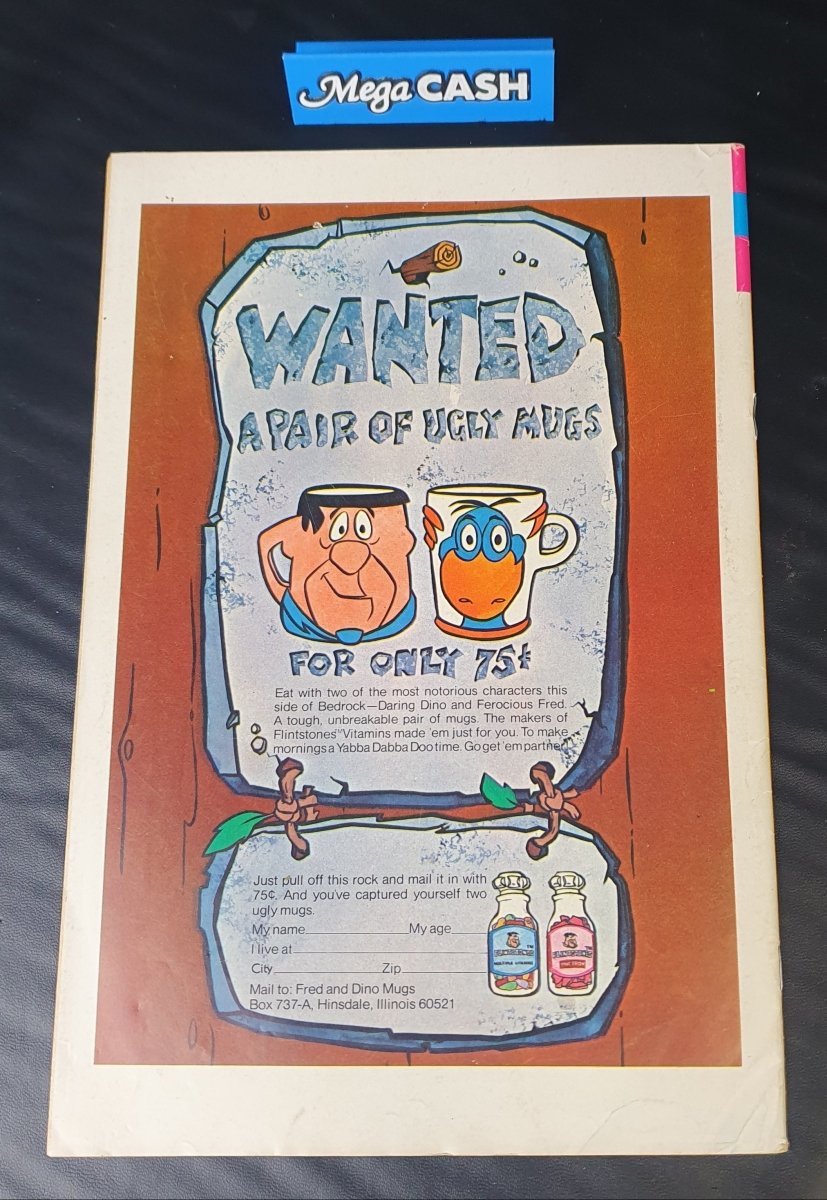 Mega CASH
WANTED
A PAIR OF UGLY MUGS
FOR ONLY 75¢
Eat with two of the most notorious characters this
side of Bedrock—Daring Dino and Ferocious Fred.
A tough, unbreakable pair of mugs. The makers of
Flintstones™ Vitamins made 'em just for you. To make
mornings a Yabba Dabba Doo time. Go get 'em partner.
Just pull off this rock and mail it in with
75¢. And you've captured yourself two
ugly mugs.
My name My age
I live at
City Zip
Mail to: Fred and Dino Mugs
Box 737-A, Hinsdale, Illinois 60521